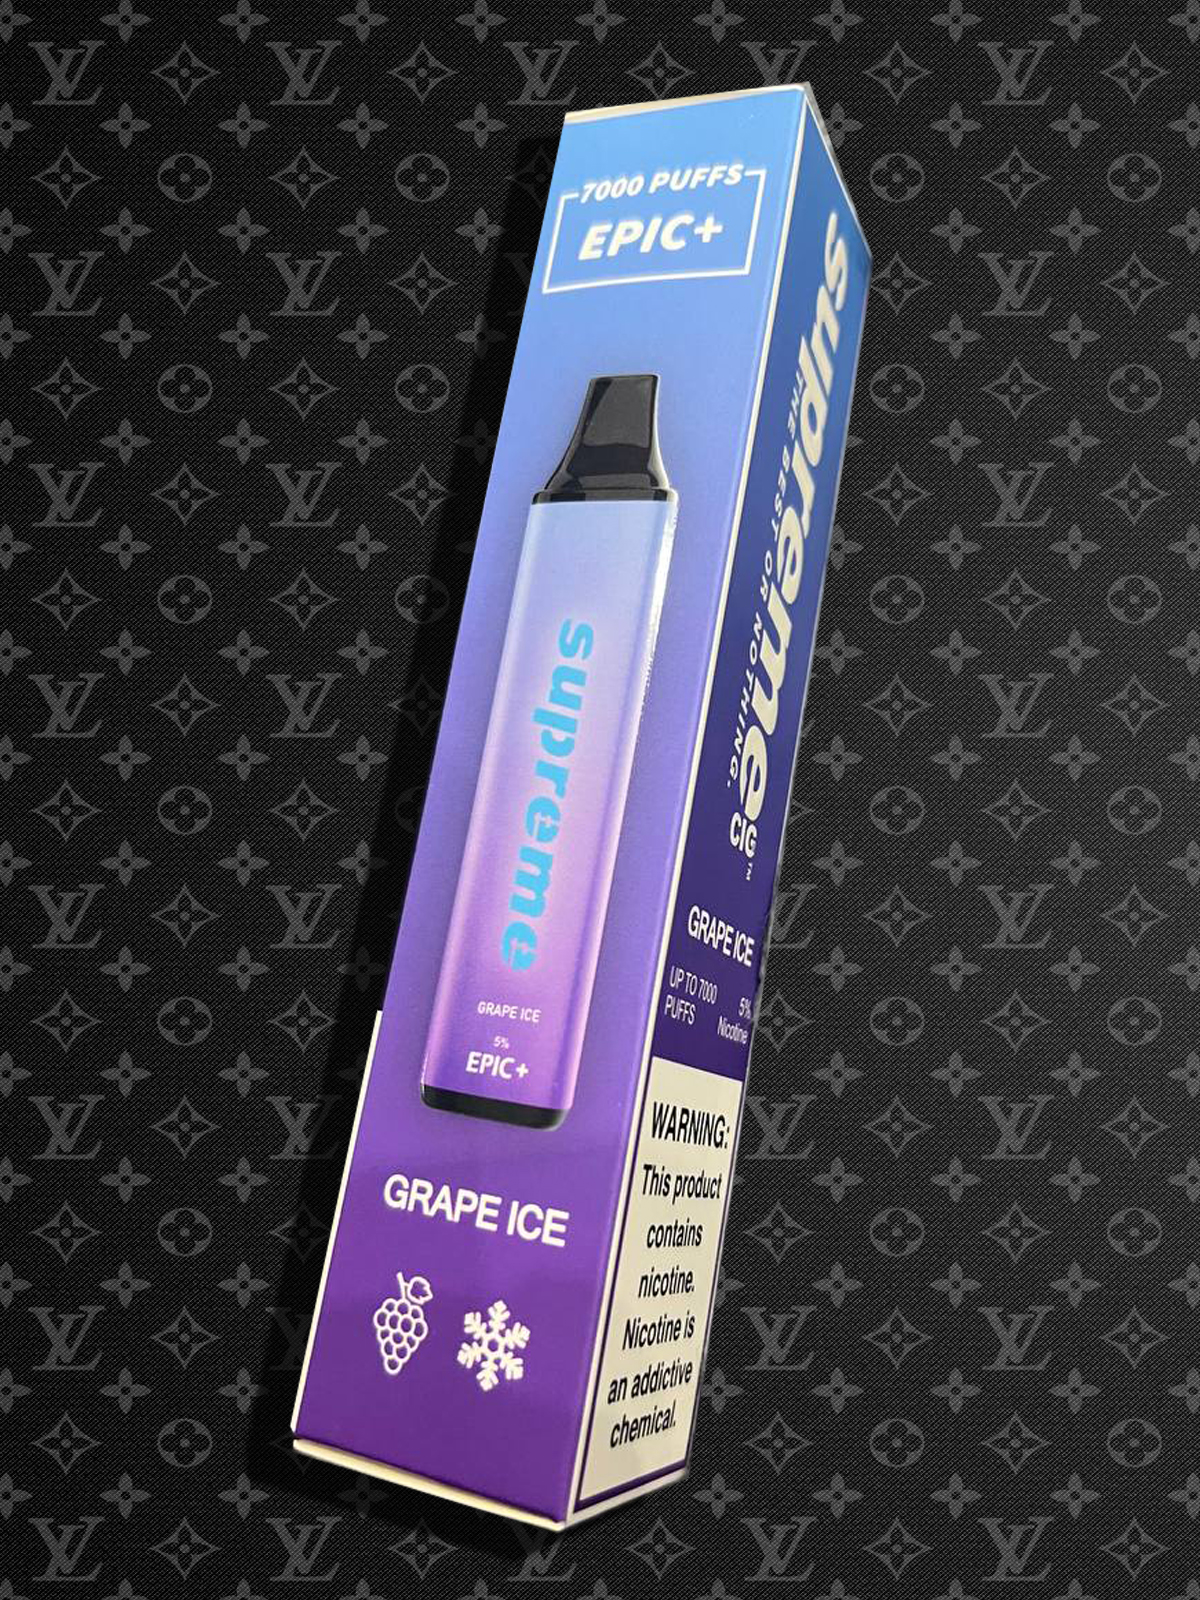 7000 PUFFS
EPIC+
supreme
GRAPE ICE
5%
EPIC+
GRAPE ICE
supreme
THE BEST OR NOTHING.
CIG™
GRAPE ICE
UP TO 7000
PUFFS
5%
Nicotine
WARNING:
This product
contains
nicotine.
Nicotine is
an addictive
chemical.